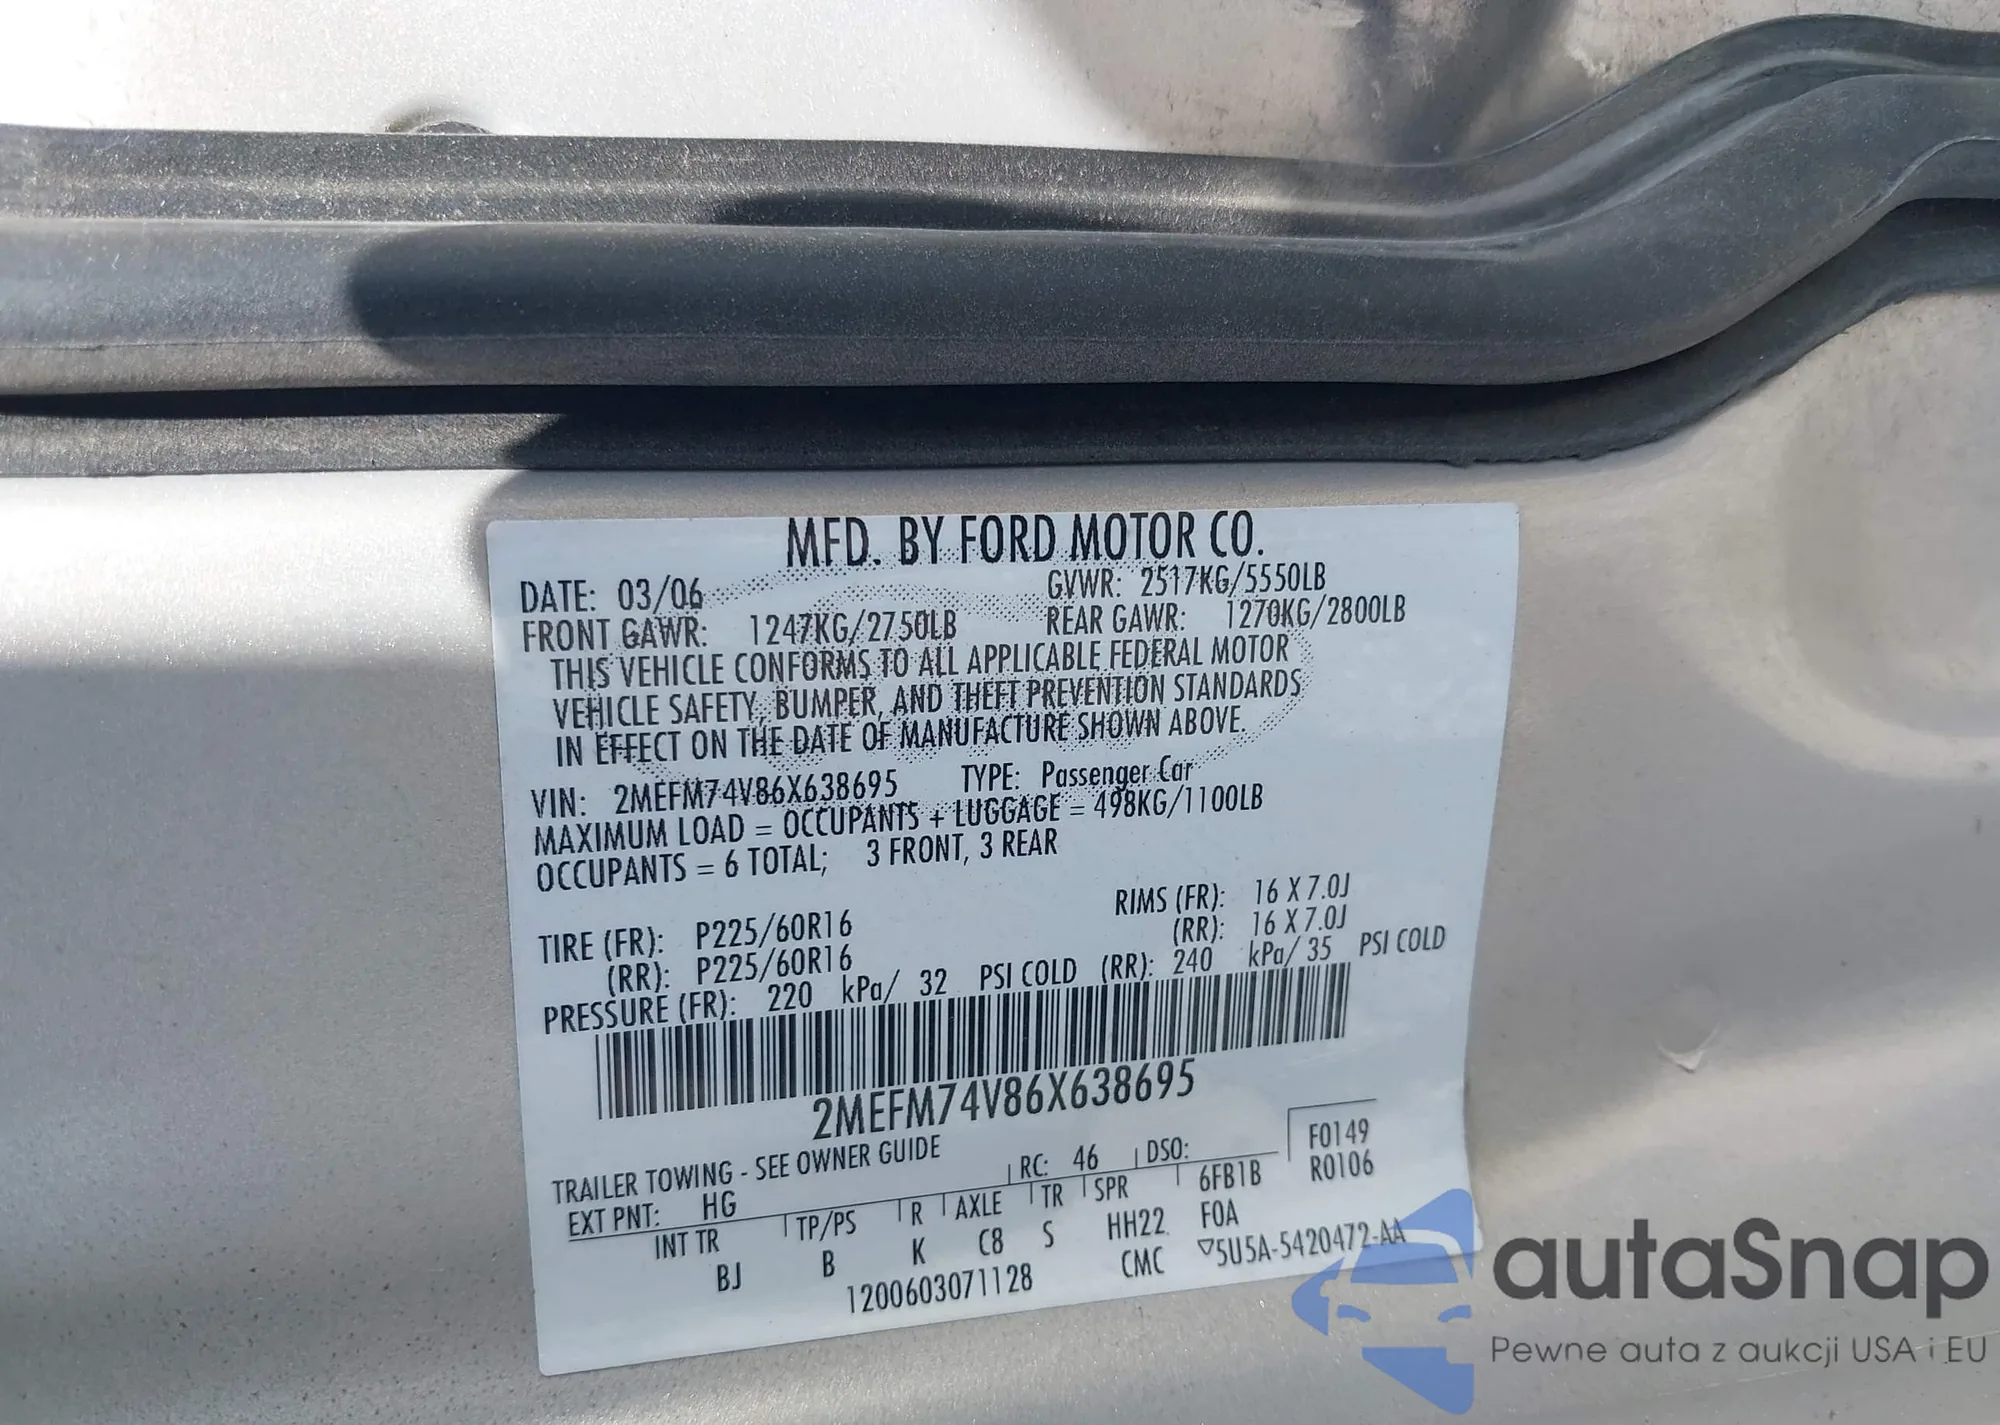 MFD. BY FORD MOTOR CO.
DATE: 03/06 GVWR: 2517KG/5550LB
FRONT GAWR: 1247KG/2750LB REAR GAWR: 1270KG/2800LB
THIS VEHICLE CONFORMS TO ALL APPLICABLE FEDERAL MOTOR
VEHICLE SAFETY, BUMPER, AND THEFT PREVENTION STANDARDS
IN EFFECT ON THE DATE OF MANUFACTURE SHOWN ABOVE.
VIN: 2MEFM74V86X638695 TYPE: Passenger Car
MAXIMUM LOAD = OCCUPANTS + LUGGAGE = 498KG/1100LB
OCCUPANTS = 6 TOTAL; 3 FRONT, 3 REAR
TIRE (FR): P225/60R16 RIMS (FR): 16 X 7.0J
(RR): P225/60R16 (RR): 16 X 7.0J
PRESSURE (FR): 220 kPa/ 32 PSI COLD (RR): 240 kPa/ 35 PSI COLD
2MEFM74V86X638695
TRAILER TOWING - SEE OWNER GUIDE
F0149
EXT PNT: HG RC: 46 DSO: R0106
INT TR TP/PS R AXLE TR SPR 6FB1B
BJ B K C8 S HH22 F0A
1200603071128 CMC ▽5U5A-5420472-AA
autaSnap
Pewne auta z aukcji USA i EU